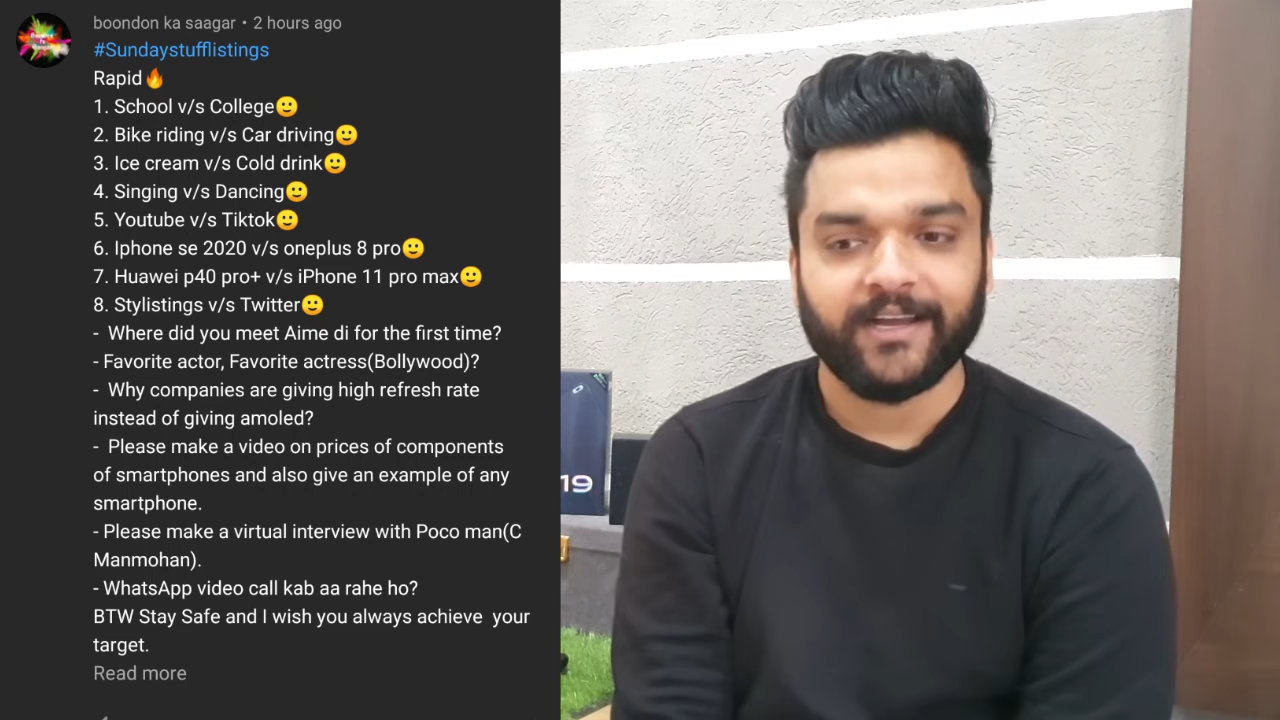 boondon ka saagar • 2 hours ago
#Sundaystufflistings
Rapid🔥
1. School v/s College🙂
2. Bike riding v/s Car driving🙂
3. Ice cream v/s Cold drink🙂
4. Singing v/s Dancing🙂
5. Youtube v/s Tiktok🙂
6. Iphone se 2020 v/s oneplus 8 pro🙂
7. Huawei p40 pro+ v/s iPhone 11 pro max🙂
8. Stylistings v/s Twitter🙂
- Where did you meet Aime di for the first time?
- Favorite actor, Favorite actress(Bollywood)?
- Why companies are giving high refresh rate
instead of giving amoled?
- Please make a video on prices of components
of smartphones and also give an example of any
smartphone.
- Please make a virtual interview with Poco man(C
Manmohan).
- WhatsApp video call kab aa rahe ho?
BTW Stay Safe and I wish you always achieve  your
target.
Read more
19